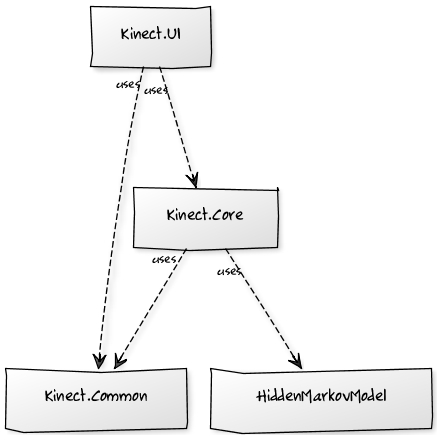 Kinect.UI
uses
uses
Kinect.Core
uses
uses
Kinect.Common
HiddenMarkovModel